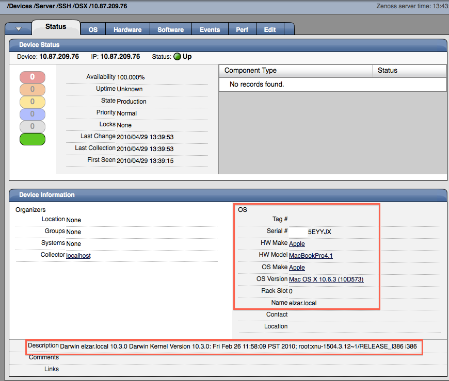 /Devices /Server /SSH /OSX /10.87.209.76
Zenoss server time: 13:43
Status OS Hardware Software Events Perf Edit
Device Status
Device: 10.87.209.76 IP: 10.87.209.76 Status: Up
Component Type Status
No records found.
0
0
0
0
0
Availability 100.000%
Uptime Unknown
State Production
Priority Normal
Locks None
Last Change 2010/04/29 13:39:53
Last Collection 2010/04/29 13:39:53
First Seen 2010/04/29 13:39:15
Device Information
Organizers
Location None
Groups None
Systems None
Collector localhost
OS
Tag #
Serial # 5EYYJX
HW Make Apple
HW Model MacBookPro4,1
OS Make Apple
OS Version Mac OS X 10.6.3 (10D573)
Rack Slot 0
Name elzar.local
Contact
Location
Description Darwin elzar.local 10.3.0 Darwin Kernel Version 10.3.0: Fri Feb 26 11:58:09 PST 2010; root:xnu-1504.3.12~1/RELEASE_I386 i386
Comments
Links